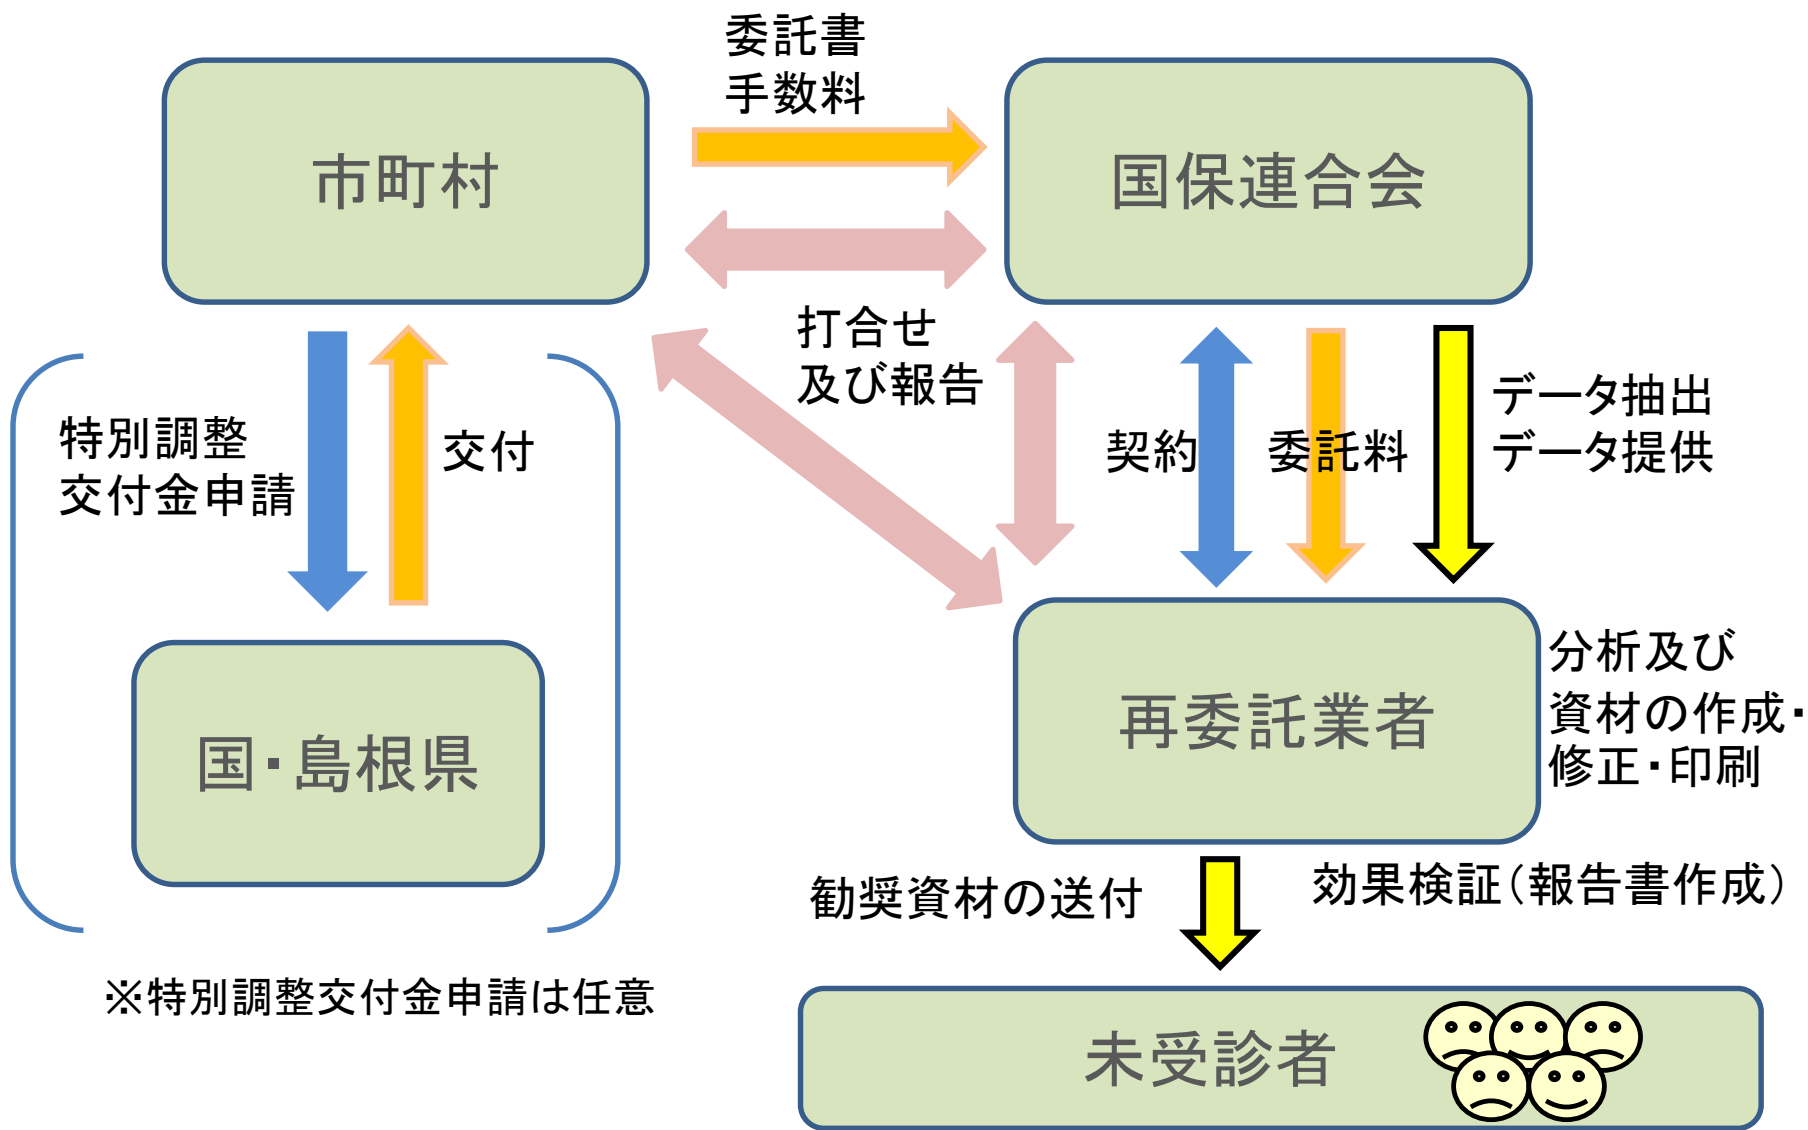 委託書
手数料
市町村
国保連合会
打合せ
及び報告
特別調整
交付金申請
交付
契約
委託料
データ抽出
データ提供
国・島根県
再委託業者
分析及び
資材の作成・
修正・印刷
勧奨資材の送付
効果検証（報告書作成）
※特別調整交付金申請は任意
未受診者